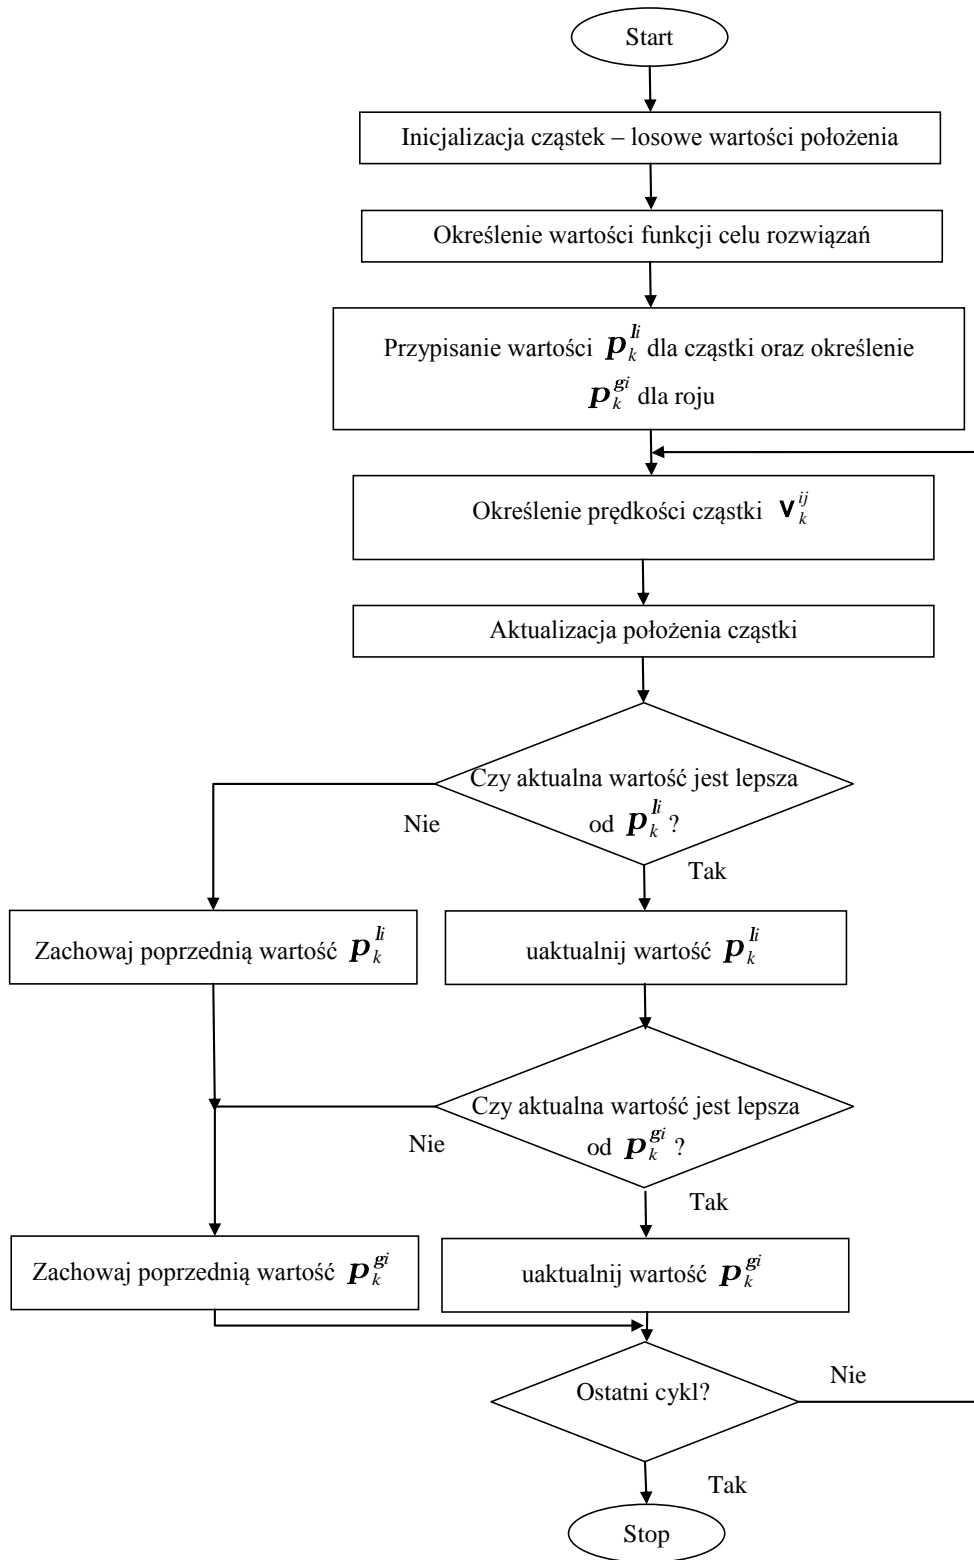 Start
Inicjalizacja cząstek – losowe wartości położenia
Określenie wartości funkcji celu rozwiązań
Przypisanie wartości p_k^{li} dla cząstki oraz określenie
p_k^{gi} dla roju
Określenie prędkości cząstki v_k^{ij}
Aktualizacja położenia cząstki
Czy aktualna wartość jest lepsza
od p_k^{li} ?
Nie
Tak
Zachowaj poprzednią wartość p_k^{li}
uaktualnij wartość p_k^{li}
Czy aktualna wartość jest lepsza
od p_k^{gi} ?
Nie
Tak
Zachowaj poprzednią wartość p_k^{gi}
uaktualnij wartość p_k^{gi}
Ostatni cykl?
Nie
Tak
Stop